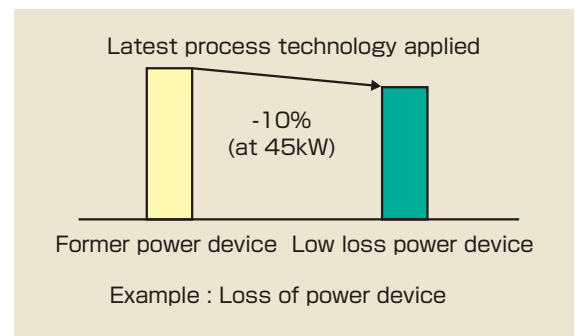 Latest process technology applied
-10%
(at 45kW)
Former power device Low loss power device
Example : Loss of power device